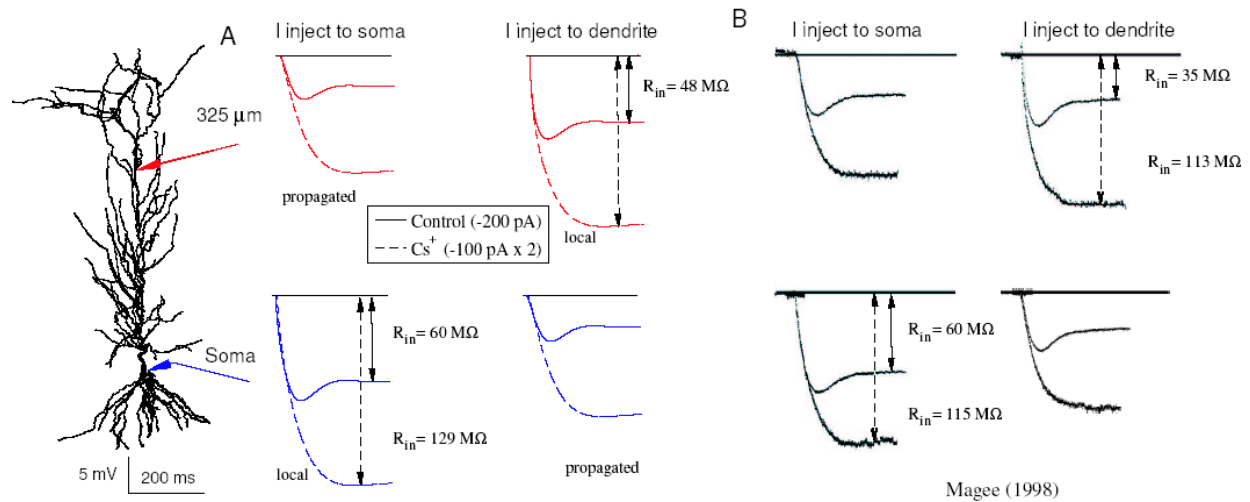 A
I inject to soma
I inject to dendrite
B
I inject to soma
I inject to dendrite
325 μm
R_in = 48 MΩ
R_in = 35 MΩ
R_in = 113 MΩ
propagated
Control (-200 pA)
Cs⁺ (-100 pA x 2)
local
Soma
R_in = 60 MΩ
R_in = 129 MΩ
R_in = 60 MΩ
R_in = 115 MΩ
local
propagated
5 mV
200 ms
Magee (1998)